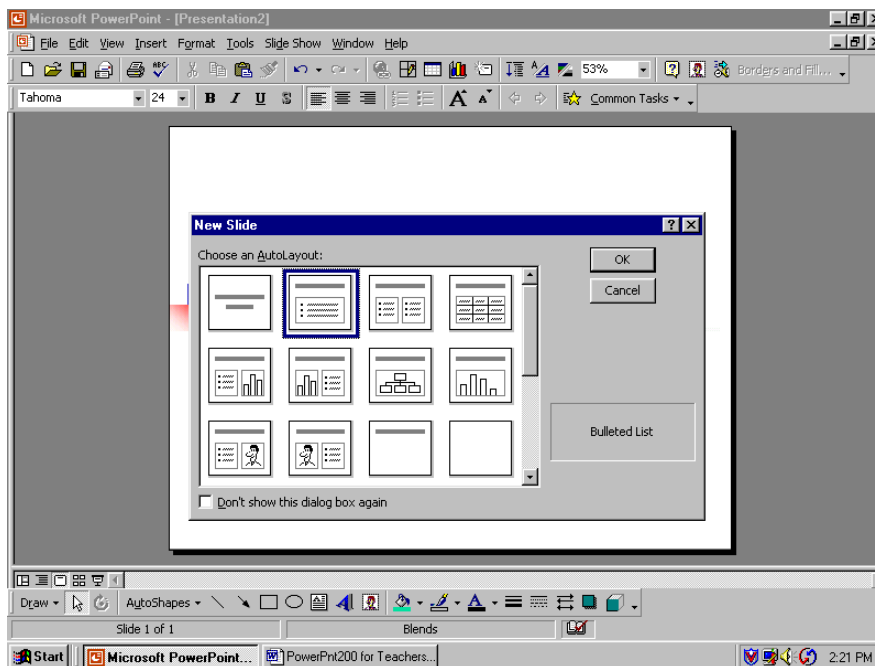 Microsoft PowerPoint - [Presentation2]
File Edit View Insert Format Tools Slide Show Window Help
53% Borders and Fill...
Tahoma 24 B I U S A A Common Tasks
New Slide
Choose an AutoLayout:
OK
Cancel
Bulleted List
Don't show this dialog box again
Draw AutoShapes
Slide 1 of 1 Blends
Start Microsoft PowerPoint... PowerPnt200 for Teachers... 2:21 PM